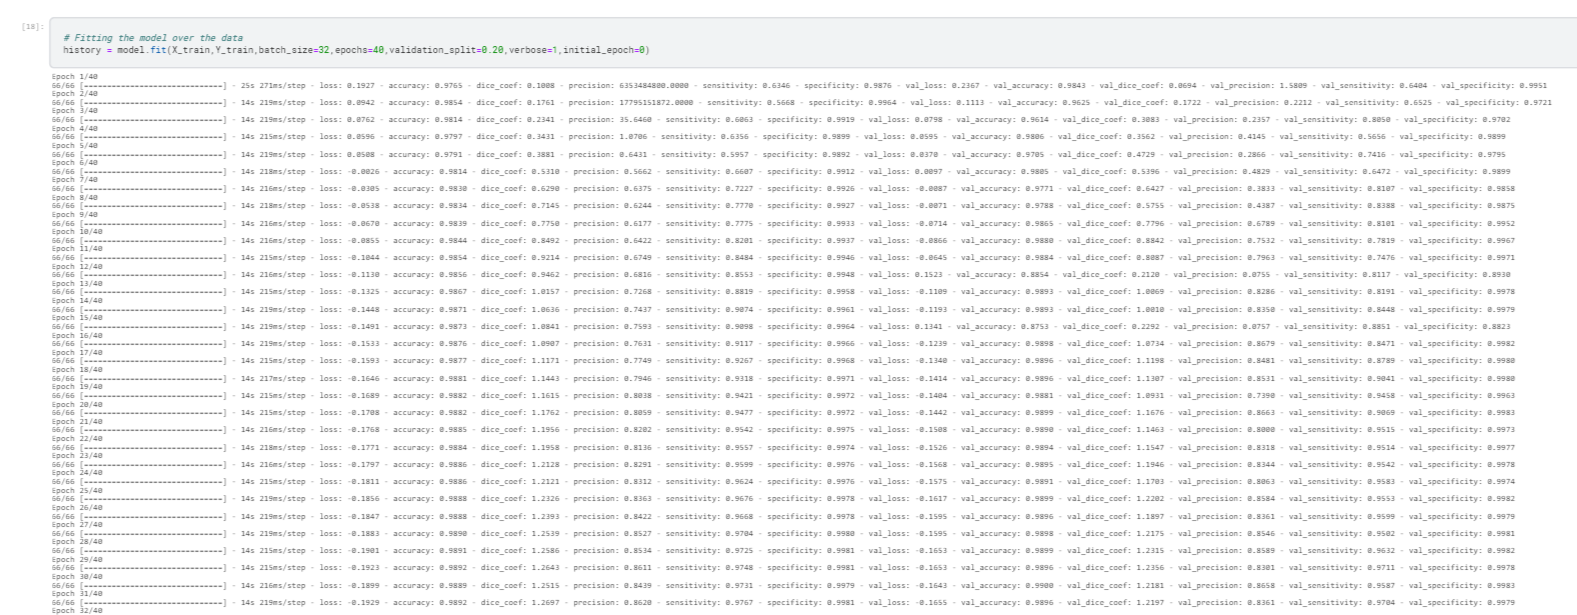 [18]:
# Fitting the model over the data
history = model.fit(X_train,Y_train,batch_size=32,epochs=40,validation_split=0.20,verbose=1,initial_epoch=0)
Epoch 1/40
66/66 [==============================] - 25s 271ms/step - loss: 0.1927 - accuracy: 0.9765 - dice_coef: 0.1008 - precision: 6353484800.0000 - sensitivity: 0.6346 - specificity: 0.9876 - val_loss: 0.2367 - val_accuracy: 0.9843 - val_dice_coef: 0.0694 - val_precision: 1.5809 - val_sensitivity: 0.6404 - val_specificity: 0.9951
Epoch 2/40
66/66 [==============================] - 14s 219ms/step - loss: 0.0942 - accuracy: 0.9854 - dice_coef: 0.1761 - precision: 17795151872.0000 - sensitivity: 0.5668 - specificity: 0.9964 - val_loss: 0.1113 - val_accuracy: 0.9625 - val_dice_coef: 0.1722 - val_precision: 0.2212 - val_sensitivity: 0.6525 - val_specificity: 0.9721
Epoch 3/40
66/66 [==============================] - 14s 219ms/step - loss: 0.0762 - accuracy: 0.9814 - dice_coef: 0.2341 - precision: 35.6460 - sensitivity: 0.6063 - specificity: 0.9919 - val_loss: 0.0798 - val_accuracy: 0.9614 - val_dice_coef: 0.3083 - val_precision: 0.2357 - val_sensitivity: 0.8050 - val_specificity: 0.9702
Epoch 4/40
66/66 [==============================] - 14s 215ms/step - loss: 0.0596 - accuracy: 0.9797 - dice_coef: 0.3431 - precision: 1.0706 - sensitivity: 0.6356 - specificity: 0.9899 - val_loss: 0.0595 - val_accuracy: 0.9806 - val_dice_coef: 0.3562 - val_precision: 0.4145 - val_sensitivity: 0.5656 - val_specificity: 0.9899
Epoch 5/40
66/66 [==============================] - 14s 219ms/step - loss: 0.0508 - accuracy: 0.9791 - dice_coef: 0.3881 - precision: 0.6431 - sensitivity: 0.5957 - specificity: 0.9892 - val_loss: 0.0370 - val_accuracy: 0.9705 - val_dice_coef: 0.4729 - val_precision: 0.2866 - val_sensitivity: 0.7416 - val_specificity: 0.9795
Epoch 6/40
66/66 [==============================] - 14s 218ms/step - loss: -0.0026 - accuracy: 0.9814 - dice_coef: 0.5310 - precision: 0.5662 - sensitivity: 0.6607 - specificity: 0.9912 - val_loss: 0.0097 - val_accuracy: 0.9805 - val_dice_coef: 0.5396 - val_precision: 0.4829 - val_sensitivity: 0.6472 - val_specificity: 0.9899
Epoch 7/40
66/66 [==============================] - 14s 216ms/step - loss: -0.0305 - accuracy: 0.9830 - dice_coef: 0.6290 - precision: 0.6375 - sensitivity: 0.7227 - specificity: 0.9926 - val_loss: -0.0087 - val_accuracy: 0.9771 - val_dice_coef: 0.6427 - val_precision: 0.3833 - val_sensitivity: 0.8107 - val_specificity: 0.9858
Epoch 8/40
66/66 [==============================] - 14s 218ms/step - loss: -0.0538 - accuracy: 0.9834 - dice_coef: 0.7145 - precision: 0.6244 - sensitivity: 0.7770 - specificity: 0.9927 - val_loss: -0.0071 - val_accuracy: 0.9788 - val_dice_coef: 0.5755 - val_precision: 0.4387 - val_sensitivity: 0.8388 - val_specificity: 0.9875
Epoch 9/40
66/66 [==============================] - 14s 216ms/step - loss: -0.0670 - accuracy: 0.9839 - dice_coef: 0.7750 - precision: 0.6177 - sensitivity: 0.7775 - specificity: 0.9933 - val_loss: -0.0714 - val_accuracy: 0.9865 - val_dice_coef: 0.7796 - val_precision: 0.6789 - val_sensitivity: 0.8101 - val_specificity: 0.9952
Epoch 10/40
66/66 [==============================] - 14s 216ms/step - loss: -0.0855 - accuracy: 0.9844 - dice_coef: 0.8492 - precision: 0.6422 - sensitivity: 0.8201 - specificity: 0.9937 - val_loss: -0.0866 - val_accuracy: 0.9880 - val_dice_coef: 0.8842 - val_precision: 0.7532 - val_sensitivity: 0.7819 - val_specificity: 0.9967
Epoch 11/40
66/66 [==============================] - 14s 215ms/step - loss: -0.1044 - accuracy: 0.9854 - dice_coef: 0.9214 - precision: 0.6749 - sensitivity: 0.8484 - specificity: 0.9946 - val_loss: -0.0645 - val_accuracy: 0.9884 - val_dice_coef: 0.8087 - val_precision: 0.7963 - val_sensitivity: 0.7476 - val_specificity: 0.9971
Epoch 12/40
66/66 [==============================] - 14s 216ms/step - loss: -0.1130 - accuracy: 0.9856 - dice_coef: 0.9462 - precision: 0.6816 - sensitivity: 0.8553 - specificity: 0.9948 - val_loss: 0.1523 - val_accuracy: 0.8854 - val_dice_coef: 0.2120 - val_precision: 0.0755 - val_sensitivity: 0.8117 - val_specificity: 0.8930
Epoch 13/40
66/66 [==============================] - 14s 215ms/step - loss: -0.1325 - accuracy: 0.9867 - dice_coef: 1.0157 - precision: 0.7268 - sensitivity: 0.8819 - specificity: 0.9958 - val_loss: -0.1109 - val_accuracy: 0.9893 - val_dice_coef: 1.0069 - val_precision: 0.8286 - val_sensitivity: 0.8191 - val_specificity: 0.9978
Epoch 14/40
66/66 [==============================] - 14s 219ms/step - loss: -0.1448 - accuracy: 0.9871 - dice_coef: 1.0636 - precision: 0.7437 - sensitivity: 0.9074 - specificity: 0.9961 - val_loss: -0.1193 - val_accuracy: 0.9893 - val_dice_coef: 1.0010 - val_precision: 0.8350 - val_sensitivity: 0.8448 - val_specificity: 0.9979
Epoch 15/40
66/66 [==============================] - 14s 219ms/step - loss: -0.1491 - accuracy: 0.9873 - dice_coef: 1.0841 - precision: 0.7593 - sensitivity: 0.9098 - specificity: 0.9964 - val_loss: 0.1341 - val_accuracy: 0.8753 - val_dice_coef: 0.2292 - val_precision: 0.0757 - val_sensitivity: 0.8851 - val_specificity: 0.8823
Epoch 16/40
66/66 [==============================] - 14s 219ms/step - loss: -0.1533 - accuracy: 0.9876 - dice_coef: 1.0907 - precision: 0.7631 - sensitivity: 0.9117 - specificity: 0.9966 - val_loss: -0.1239 - val_accuracy: 0.9898 - val_dice_coef: 1.0734 - val_precision: 0.8679 - val_sensitivity: 0.8471 - val_specificity: 0.9982
Epoch 17/40
66/66 [==============================] - 14s 215ms/step - loss: -0.1593 - accuracy: 0.9877 - dice_coef: 1.1171 - precision: 0.7749 - sensitivity: 0.9267 - specificity: 0.9968 - val_loss: -0.1340 - val_accuracy: 0.9896 - val_dice_coef: 1.1198 - val_precision: 0.8481 - val_sensitivity: 0.8789 - val_specificity: 0.9980
Epoch 18/40
66/66 [==============================] - 14s 217ms/step - loss: -0.1646 - accuracy: 0.9881 - dice_coef: 1.1443 - precision: 0.7946 - sensitivity: 0.9318 - specificity: 0.9971 - val_loss: -0.1414 - val_accuracy: 0.9896 - val_dice_coef: 1.1307 - val_precision: 0.8531 - val_sensitivity: 0.9041 - val_specificity: 0.9980
Epoch 19/40
66/66 [==============================] - 14s 215ms/step - loss: -0.1689 - accuracy: 0.9882 - dice_coef: 1.1615 - precision: 0.8038 - sensitivity: 0.9421 - specificity: 0.9972 - val_loss: -0.1404 - val_accuracy: 0.9881 - val_dice_coef: 1.0931 - val_precision: 0.7390 - val_sensitivity: 0.9458 - val_specificity: 0.9963
Epoch 20/40
66/66 [==============================] - 14s 215ms/step - loss: -0.1708 - accuracy: 0.9882 - dice_coef: 1.1762 - precision: 0.8059 - sensitivity: 0.9477 - specificity: 0.9972 - val_loss: -0.1442 - val_accuracy: 0.9899 - val_dice_coef: 1.1676 - val_precision: 0.8663 - val_sensitivity: 0.9069 - val_specificity: 0.9983
Epoch 21/40
66/66 [==============================] - 14s 216ms/step - loss: -0.1768 - accuracy: 0.9885 - dice_coef: 1.1956 - precision: 0.8202 - sensitivity: 0.9542 - specificity: 0.9975 - val_loss: -0.1508 - val_accuracy: 0.9890 - val_dice_coef: 1.1463 - val_precision: 0.8000 - val_sensitivity: 0.9515 - val_specificity: 0.9973
Epoch 22/40
66/66 [==============================] - 14s 218ms/step - loss: -0.1771 - accuracy: 0.9884 - dice_coef: 1.1958 - precision: 0.8136 - sensitivity: 0.9557 - specificity: 0.9974 - val_loss: -0.1526 - val_accuracy: 0.9894 - val_dice_coef: 1.1547 - val_precision: 0.8318 - val_sensitivity: 0.9514 - val_specificity: 0.9977
Epoch 23/40
66/66 [==============================] - 14s 216ms/step - loss: -0.1797 - accuracy: 0.9886 - dice_coef: 1.2128 - precision: 0.8291 - sensitivity: 0.9599 - specificity: 0.9976 - val_loss: -0.1568 - val_accuracy: 0.9895 - val_dice_coef: 1.1946 - val_precision: 0.8344 - val_sensitivity: 0.9542 - val_specificity: 0.9978
Epoch 24/40
66/66 [==============================] - 14s 215ms/step - loss: -0.1811 - accuracy: 0.9886 - dice_coef: 1.2121 - precision: 0.8312 - sensitivity: 0.9624 - specificity: 0.9976 - val_loss: -0.1575 - val_accuracy: 0.9891 - val_dice_coef: 1.1703 - val_precision: 0.8063 - val_sensitivity: 0.9583 - val_specificity: 0.9974
Epoch 25/40
66/66 [==============================] - 14s 219ms/step - loss: -0.1856 - accuracy: 0.9888 - dice_coef: 1.2326 - precision: 0.8363 - sensitivity: 0.9676 - specificity: 0.9978 - val_loss: -0.1617 - val_accuracy: 0.9899 - val_dice_coef: 1.2202 - val_precision: 0.8584 - val_sensitivity: 0.9553 - val_specificity: 0.9982
Epoch 26/40
66/66 [==============================] - 14s 219ms/step - loss: -0.1847 - accuracy: 0.9888 - dice_coef: 1.2393 - precision: 0.8422 - sensitivity: 0.9668 - specificity: 0.9978 - val_loss: -0.1595 - val_accuracy: 0.9896 - val_dice_coef: 1.1897 - val_precision: 0.8361 - val_sensitivity: 0.9599 - val_specificity: 0.9979
Epoch 27/40
66/66 [==============================] - 14s 219ms/step - loss: -0.1883 - accuracy: 0.9890 - dice_coef: 1.2539 - precision: 0.8527 - sensitivity: 0.9704 - specificity: 0.9980 - val_loss: -0.1595 - val_accuracy: 0.9898 - val_dice_coef: 1.2175 - val_precision: 0.8546 - val_sensitivity: 0.9502 - val_specificity: 0.9981
Epoch 28/40
66/66 [==============================] - 14s 215ms/step - loss: -0.1901 - accuracy: 0.9891 - dice_coef: 1.2586 - precision: 0.8534 - sensitivity: 0.9725 - specificity: 0.9981 - val_loss: -0.1653 - val_accuracy: 0.9899 - val_dice_coef: 1.2315 - val_precision: 0.8589 - val_sensitivity: 0.9632 - val_specificity: 0.9982
Epoch 29/40
66/66 [==============================] - 14s 215ms/step - loss: -0.1923 - accuracy: 0.9892 - dice_coef: 1.2643 - precision: 0.8611 - sensitivity: 0.9748 - specificity: 0.9981 - val_loss: -0.1653 - val_accuracy: 0.9896 - val_dice_coef: 1.2356 - val_precision: 0.8301 - val_sensitivity: 0.9711 - val_specificity: 0.9978
Epoch 30/40
66/66 [==============================] - 14s 216ms/step - loss: -0.1899 - accuracy: 0.9889 - dice_coef: 1.2515 - precision: 0.8439 - sensitivity: 0.9731 - specificity: 0.9979 - val_loss: -0.1643 - val_accuracy: 0.9900 - val_dice_coef: 1.2181 - val_precision: 0.8658 - val_sensitivity: 0.9587 - val_specificity: 0.9983
Epoch 31/40
66/66 [==============================] - 14s 219ms/step - loss: -0.1929 - accuracy: 0.9892 - dice_coef: 1.2697 - precision: 0.8620 - sensitivity: 0.9767 - specificity: 0.9981 - val_loss: -0.1655 - val_accuracy: 0.9896 - val_dice_coef: 1.2197 - val_precision: 0.8361 - val_sensitivity: 0.9704 - val_specificity: 0.9979
Epoch 32/40